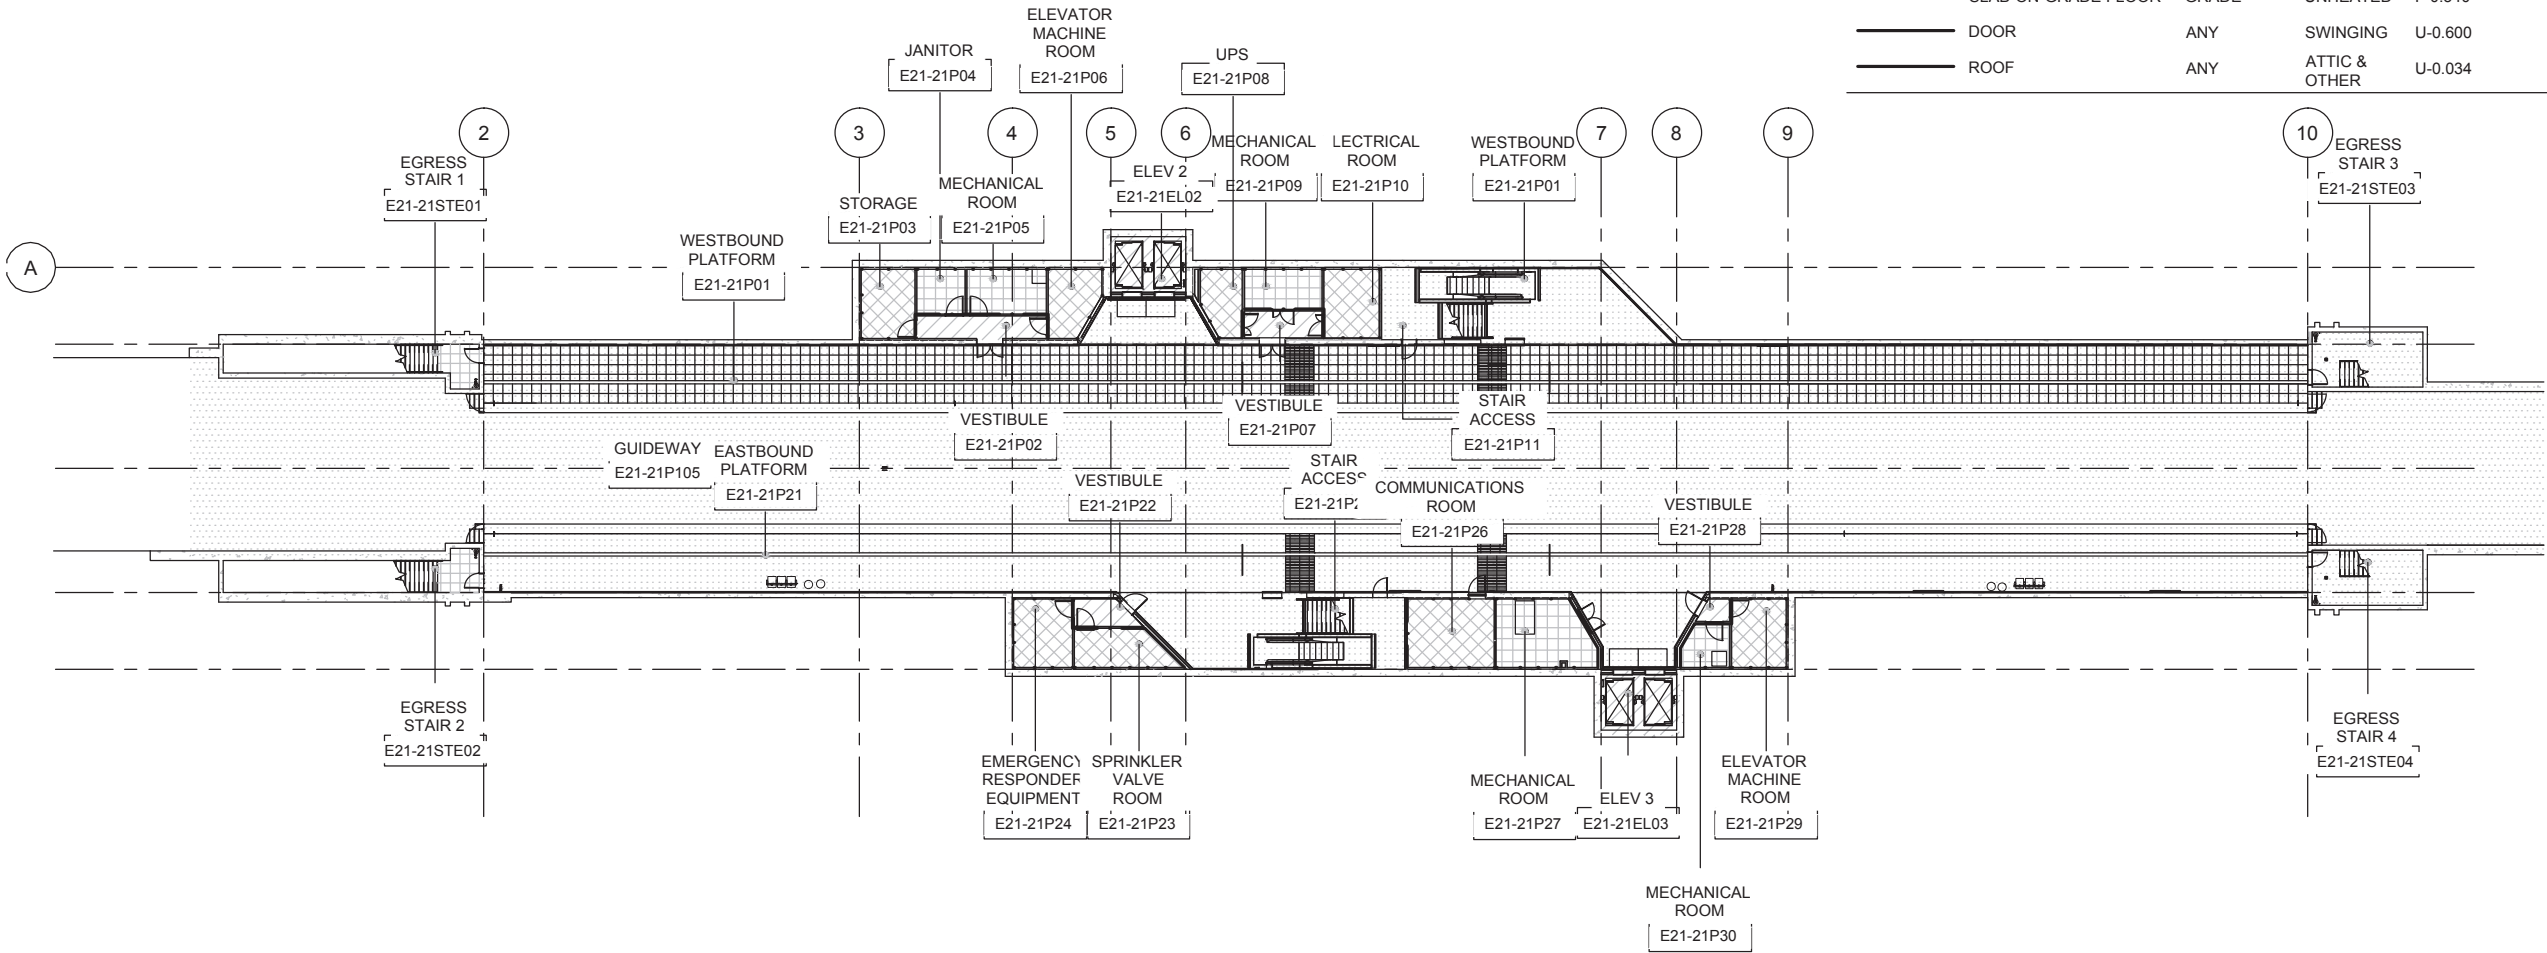 DOOR ANY SWINGING U-0.600
ROOF ANY ATTIC & OTHER U-0.034
ELEVATOR
MACHINE
ROOM
E21-21P06
JANITOR
E21-21P04
UPS
E21-21P08
2
3
4
5
6
7
8
9
10
EGRESS
STAIR 1
E21-21STE01
STORAGE
E21-21P03
MECHANICAL
ROOM
E21-21P05
ELEV 2
E21-21EL02
MECHANICAL
ROOM
E21-21P09
LECTRICAL
ROOM
E21-21P10
WESTBOUND
PLATFORM
E21-21P01
EGRESS
STAIR 3
E21-21STE03
A
WESTBOUND
PLATFORM
E21-21P01
VESTIBULE
E21-21P02
VESTIBULE
E21-21P07
STAIR
ACCESS
E21-21P11
GUIDEWAY
E21-21P105
EASTBOUND
PLATFORM
E21-21P21
VESTIBULE
E21-21P22
STAIR
ACCESS
COMMUNICATIONS
ROOM
E21-21P26
VESTIBULE
E21-21P28
EGRESS
STAIR 2
E21-21STE02
EMERGENCY
RESPONDER
EQUIPMENT
E21-21P24
SPRINKLER
VALVE
ROOM
E21-21P23
MECHANICAL
ROOM
E21-21P27
ELEV 3
E21-21EL03
ELEVATOR
MACHINE
ROOM
E21-21P29
EGRESS
STAIR 4
E21-21STE04
MECHANICAL
ROOM
E21-21P30